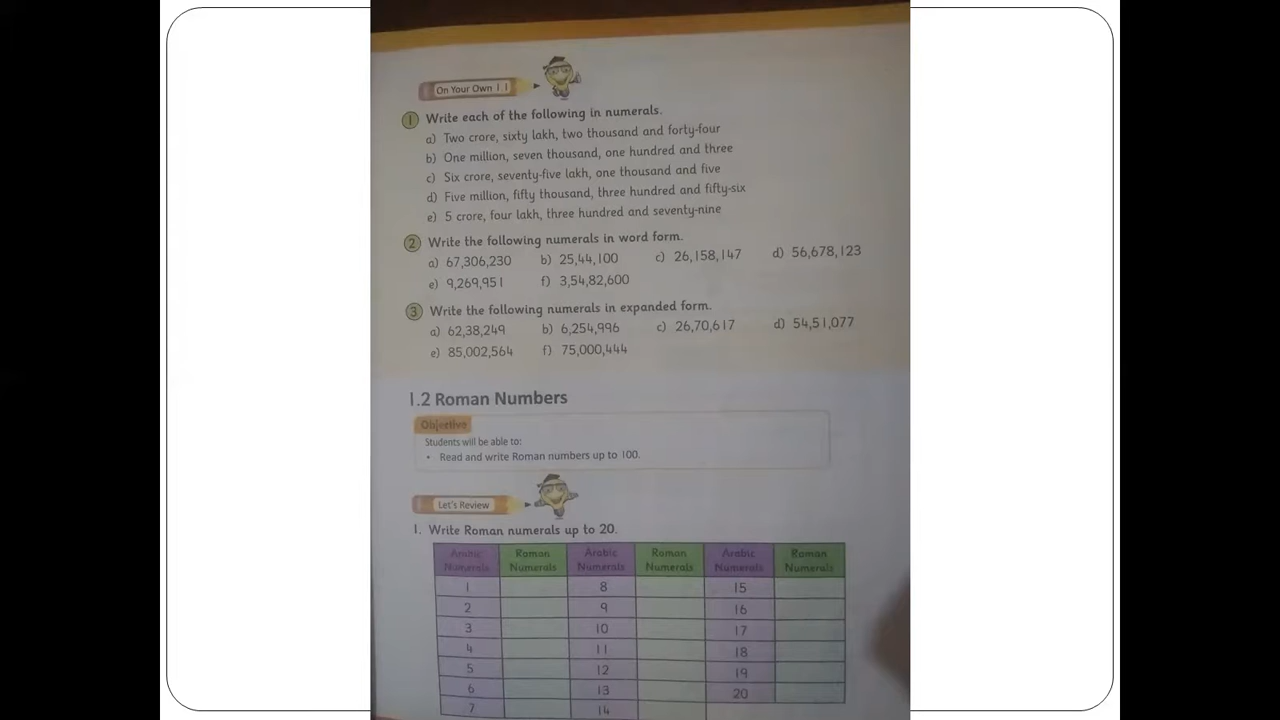 On Your Own 1 1
1 Write each of the following in numerals.
a) Two crore, sixty lakh, two thousand and forty-four
b) One million, seven thousand, one hundred and three
c) Six crore, seventy-five lakh, one thousand and five
d) Five million, fifty thousand, three hundred and fifty-six
e) 5 crore, four lakh, three hundred and seventy-nine
2 Write the following numerals in word form.
a) 67,306,230 b) 25,44,100 c) 26,158,147 d) 56,678,123
e) 9,269,951 f) 3,54,82,600
3 Write the following numerals in expanded form.
a) 62,38,249 b) 6,254,996 c) 26,70,617 d) 54,51,077
e) 85,002,564 f) 75,000,444
1.2 Roman Numbers
Objective
Students will be able to:
• Read and write Roman numbers up to 100.
Let's Review
1. Write Roman numerals up to 20.
Arabic Roman Arabic Roman Arabic Roman
Numerals Numerals Numerals Numerals Numerals Numerals
1 8 15
2 9 16
3 10 17
4 11 18
5 12 19
6 13 20
7 14